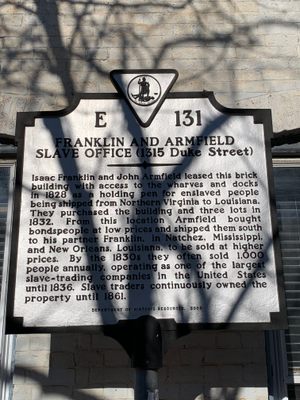 E 131
FRANKLIN AND ARMFIELD
SLAVE OFFICE (1315 Duke Street)
Isaac Franklin and John Armfield leased this brick
building with access to the wharves and docks
in 1828 as a holding pen for enslaved people
being shipped from Northern Virginia to Louisiana.
They purchased the building and three lots in
1832. From this location Armfield bought
bondspeople at low prices and shipped them south
to his partner Franklin, in Natchez, Mississippi,
and New Orleans, Louisiana, to be sold at higher
prices. By the 1830s they often sold 1,000
people annually, operating as one of the largest
slave-trading companies in the United States
until 1836. Slave traders continuously owned the
property until 1861.
DEPARTMENT OF HISTORIC RESOURCES,